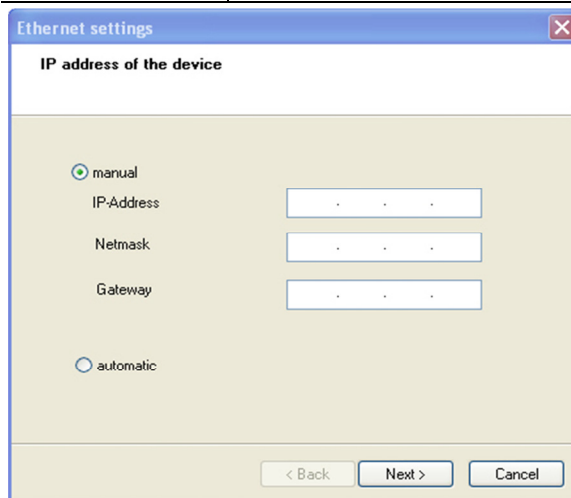 Ethernet settings
IP address of the device
manual
IP-Address . . .
Netmask . . .
Gateway . . .
automatic
< Back Next > Cancel